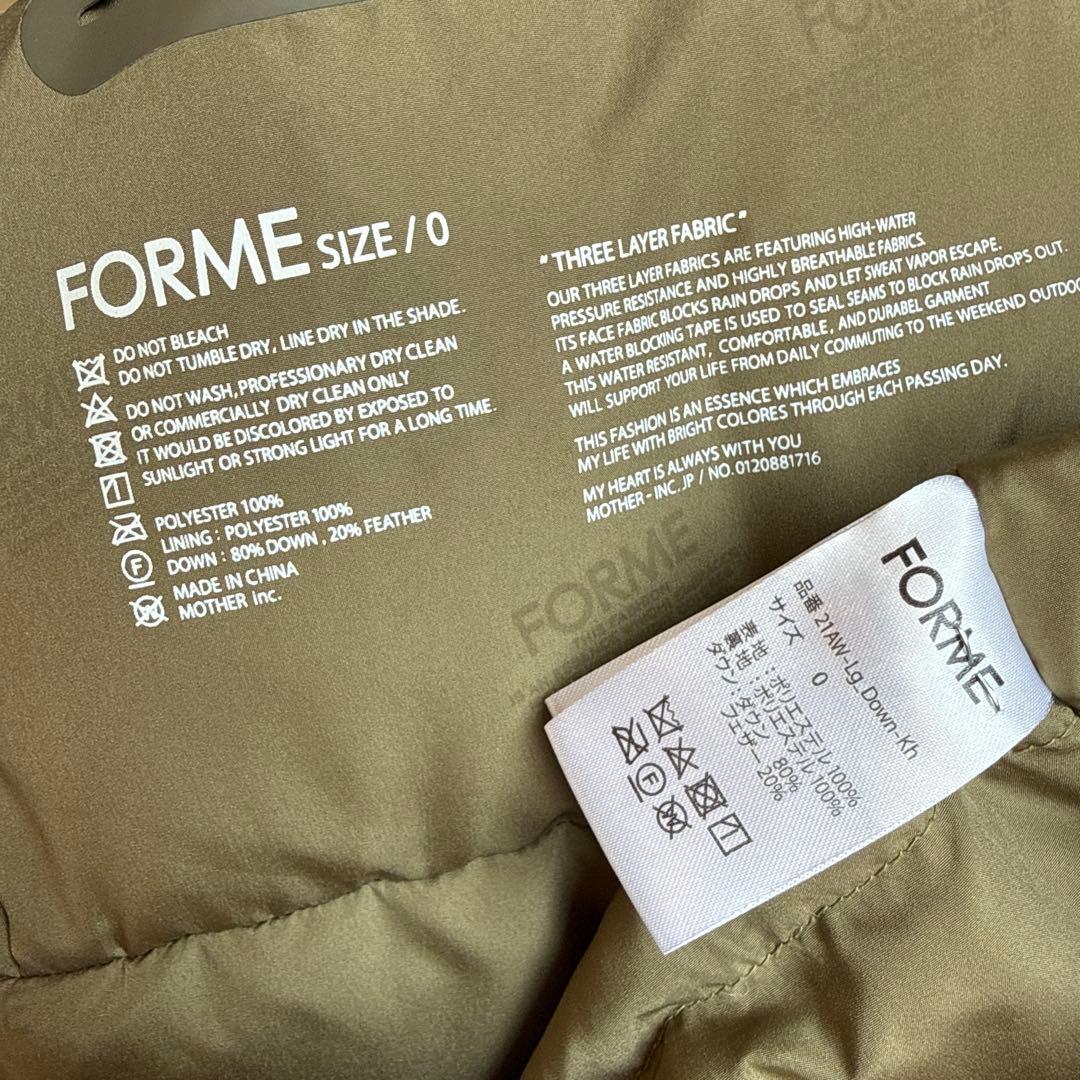 FORME SIZE / 0
DO NOT BLEACH
DO NOT TUMBLE DRY, LINE DRY IN THE SHADE.
DO NOT WASH,PROFESSIONARY DRY CLEAN
OR COMMERCIALLY DRY CLEAN ONLY
IT WOULD BE DISCOLORED BY EXPOSED TO
SUNLIGHT OR STRONG LIGHT FOR A LONG TIME.
POLYESTER 100%
LINING : POLYESTER 100%
DOWN : 80% DOWN , 20% FEATHER
MADE IN CHINA
MOTHER Inc.
F
W
"THREE LAYER FABRIC"
OUR THREE LAYER FABRICS ARE FEATURING HIGH-WATER
PRESSURE RESISTANCE AND HIGHLY BREATHABLE FABRICS.
ITS FACE FABRIC BLOCKS RAIN DROPS AND LET SWEAT VAPOR ESCAPE.
A WATER BLOCKING TAPE IS USED TO SEAL SEAMS TO BLOCK RAIN DROPS OUT.
THIS WATER RESISTANT, COMFORTABLE, AND DURABEL GARMENT
WILL SUPPORT YOUR LIFE FROM DAILY COMMUTING TO THE WEEKEND OUTDO
THIS FASHION IS AN ESSENCE WHICH EMBRACES
MY LIFE WITH BRIGHT COLORES THROUGH EACH PASSING DAY.
MY HEART IS ALWAYS WITH YOU
MOTHER-INC.JP / NO.0120881716
FORME
FORME
FORME
品番 21AW-Lg_Down-Kh
サイズ 0
表地 : ポリエステル 100%
裏地 : ポリエステル 100%
ダウン : ダウン 80%
フェザー 20%
F
W